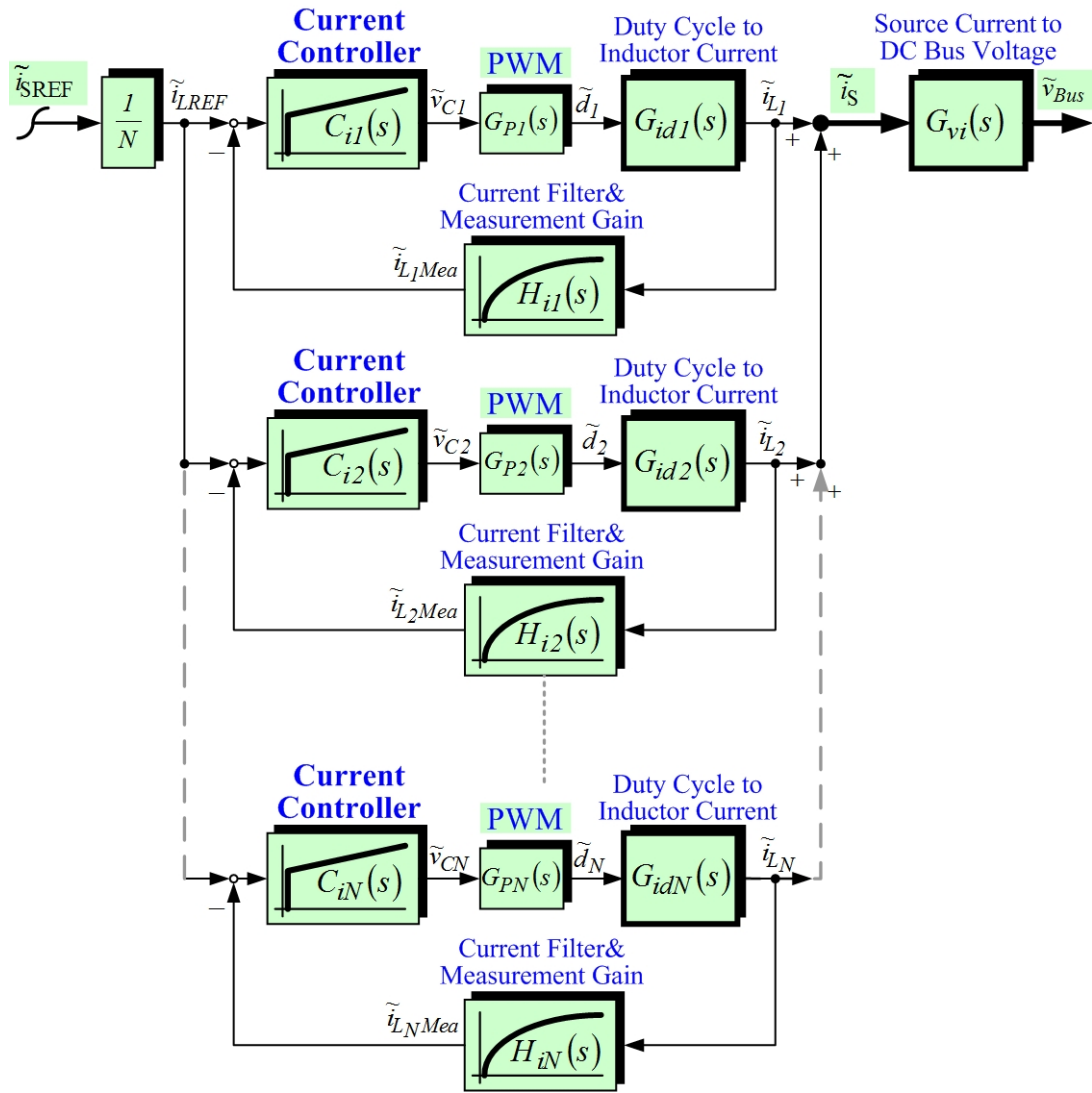 Current
Controller
PWM
Duty Cycle to
Inductor Current
Source Current to
DC Bus Voltage
ĩSREF
1
N
ĩLREF
−
Ci1(s)
ṽC1
GP1(s)
d̃1
Gid1(s)
ĩL1
+
+
ĩS
Gvi(s)
ṽBus
Current Filter&
Measurement Gain
ĩL1Mea
Hi1(s)
Current
Controller
PWM
Duty Cycle to
Inductor Current
−
Ci2(s)
ṽC2
GP2(s)
d̃2
Gid2(s)
ĩL2
+
+
Current Filter&
Measurement Gain
ĩL2Mea
Hi2(s)
Current
Controller
PWM
Duty Cycle to
Inductor Current
−
CiN(s)
ṽCN
GPN(s)
d̃N
GidN(s)
ĩLN
Current Filter&
Measurement Gain
ĩLNMea
HiN(s)